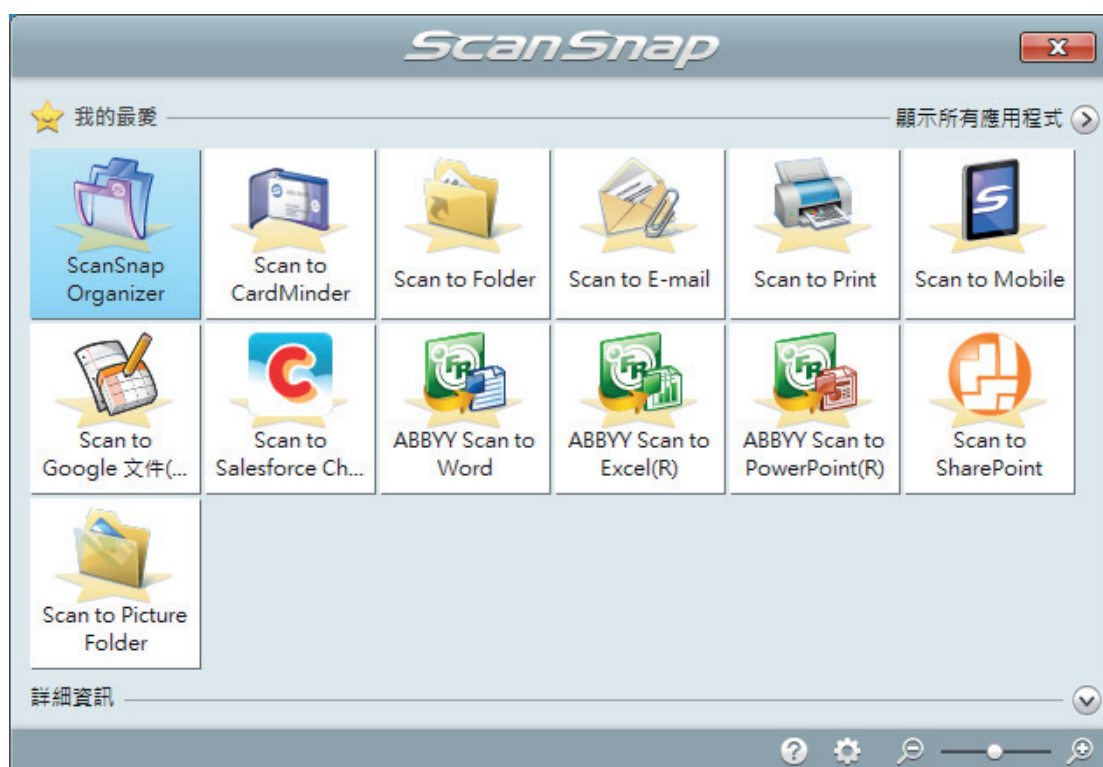 ScanSnap
我的最愛
顯示所有應用程式
ScanSnap
Organizer
Scan to
CardMinder
Scan to Folder
Scan to E-mail
Scan to Print
Scan to Mobile
Scan to
Google 文件(...
Scan to
Salesforce Ch...
ABBYY Scan to
Word
ABBYY Scan to
Excel(R)
ABBYY Scan to
PowerPoint(R)
Scan to
SharePoint
Scan to Picture
Folder
詳細資訊